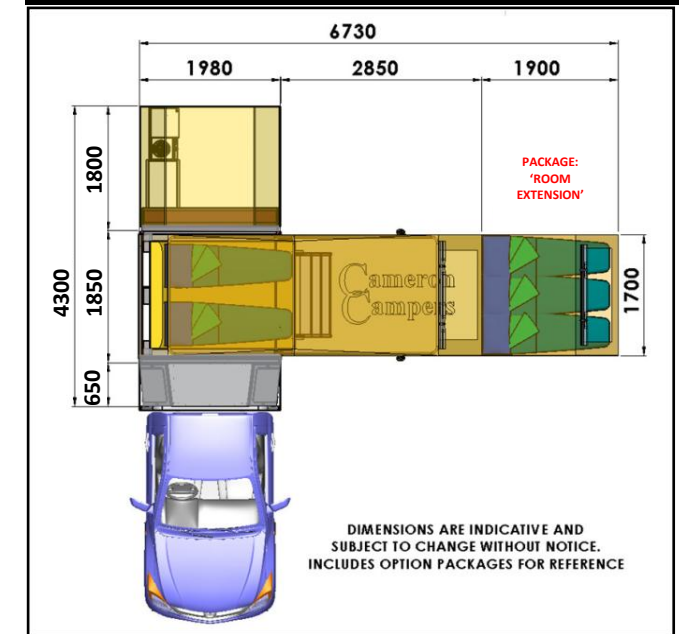 6730
1980
2850
1900
PACKAGE:
‘ROOM
EXTENSION’
1800
4300
1850
650
1700
Cameron
Campers
DIMENSIONS ARE INDICATIVE AND
SUBJECT TO CHANGE WITHOUT NOTICE.
INCLUDES OPTION PACKAGES FOR REFERENCE